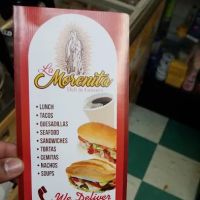 La
Morenita
• LUNCH
• TACOS
• QUESADILLAS
• SEAFOOD
• SANDWICHES
• TORTAS
• CEMITAS
• NACHOS
• SOUPS
We Deliver